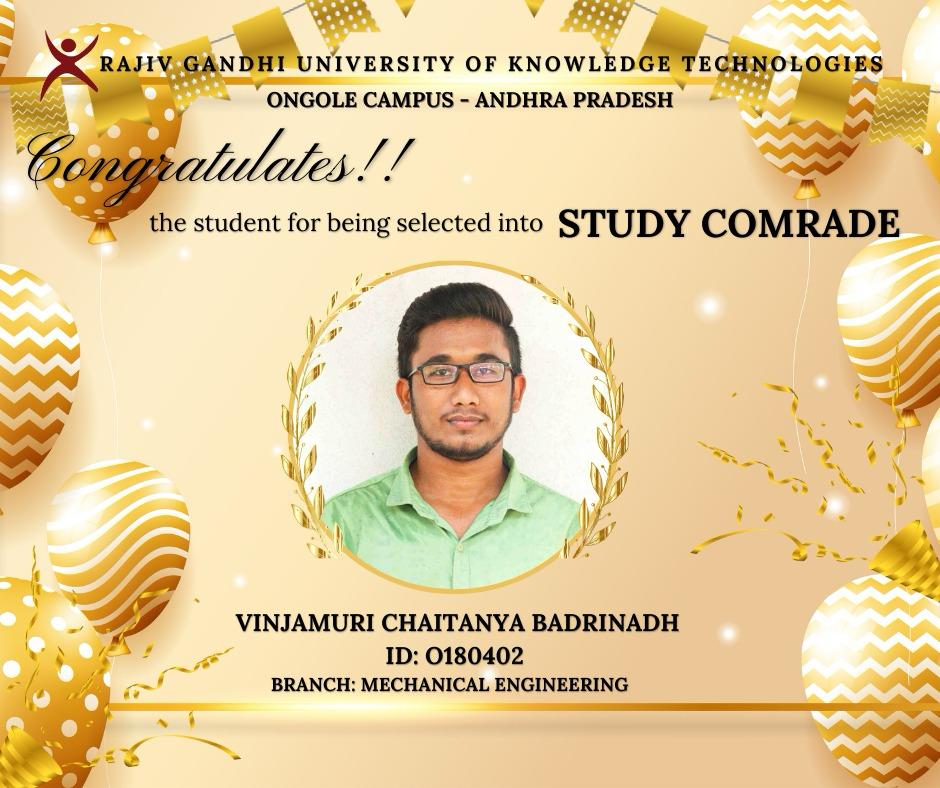 RAJIV GANDHI UNIVERSITY OF KNOWLEDGE TECHNOLOGIES
ONGOLE CAMPUS - ANDHRA PRADESH
Congratulates!!
the student for being selected into STUDY COMRADE
VINJAMURI CHAITANYA BADRINADH
ID: O180402
BRANCH: MECHANICAL ENGINEERING